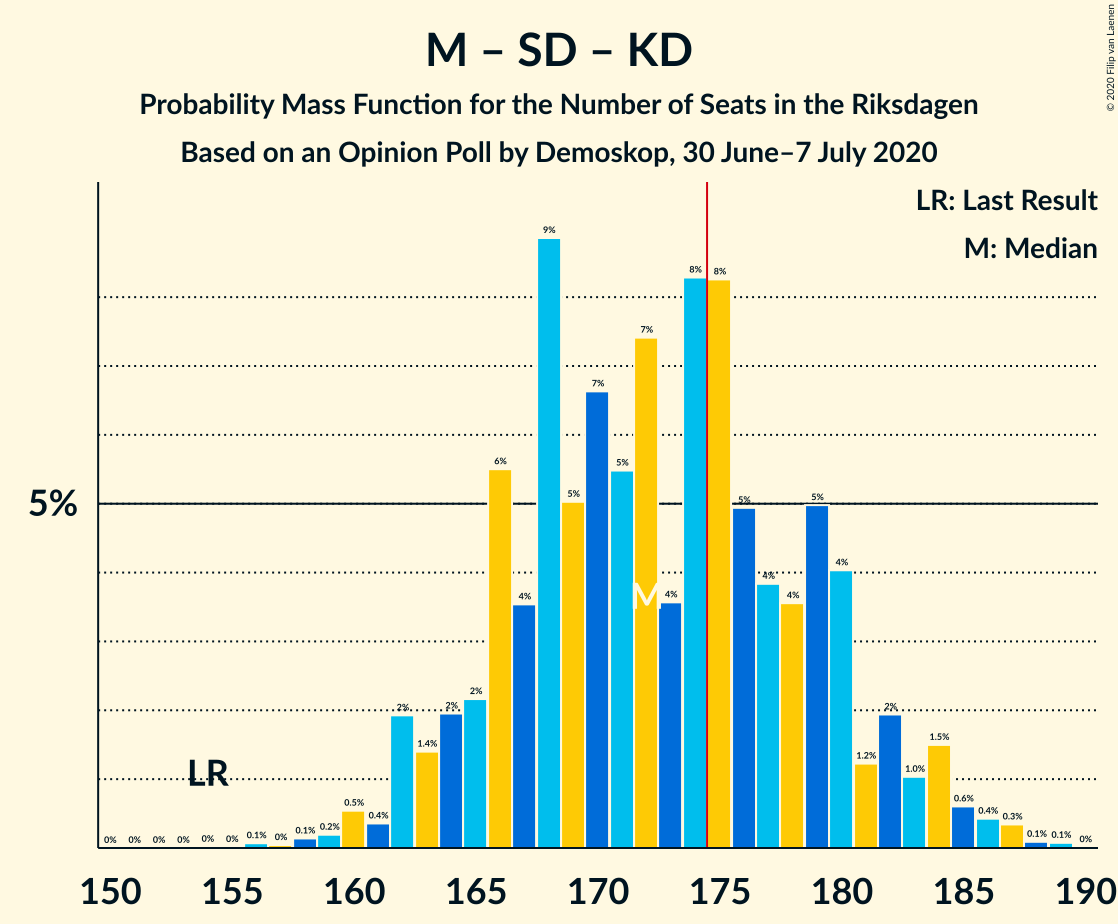 M – SD – KD
Probability Mass Function for the Number of Seats in the Riksdagen
Based on an Opinion Poll by Demoskop, 30 June–7 July 2020
© 2020 Filip van Laenen
LR: Last Result
M: Median
5%
LR
M
0% 0% 0% 0% 0% 0% 0.1% 0% 0.1% 0.2% 0.5% 0.4% 2% 1.4% 2% 2% 6% 4% 9% 5% 7% 5% 7% 4% 8% 8% 5% 4% 4% 5% 4% 1.2% 2% 1.0% 1.5% 0.6% 0.4% 0.3% 0.1% 0.1% 0%
150 155 160 165 170 175 180 185 190